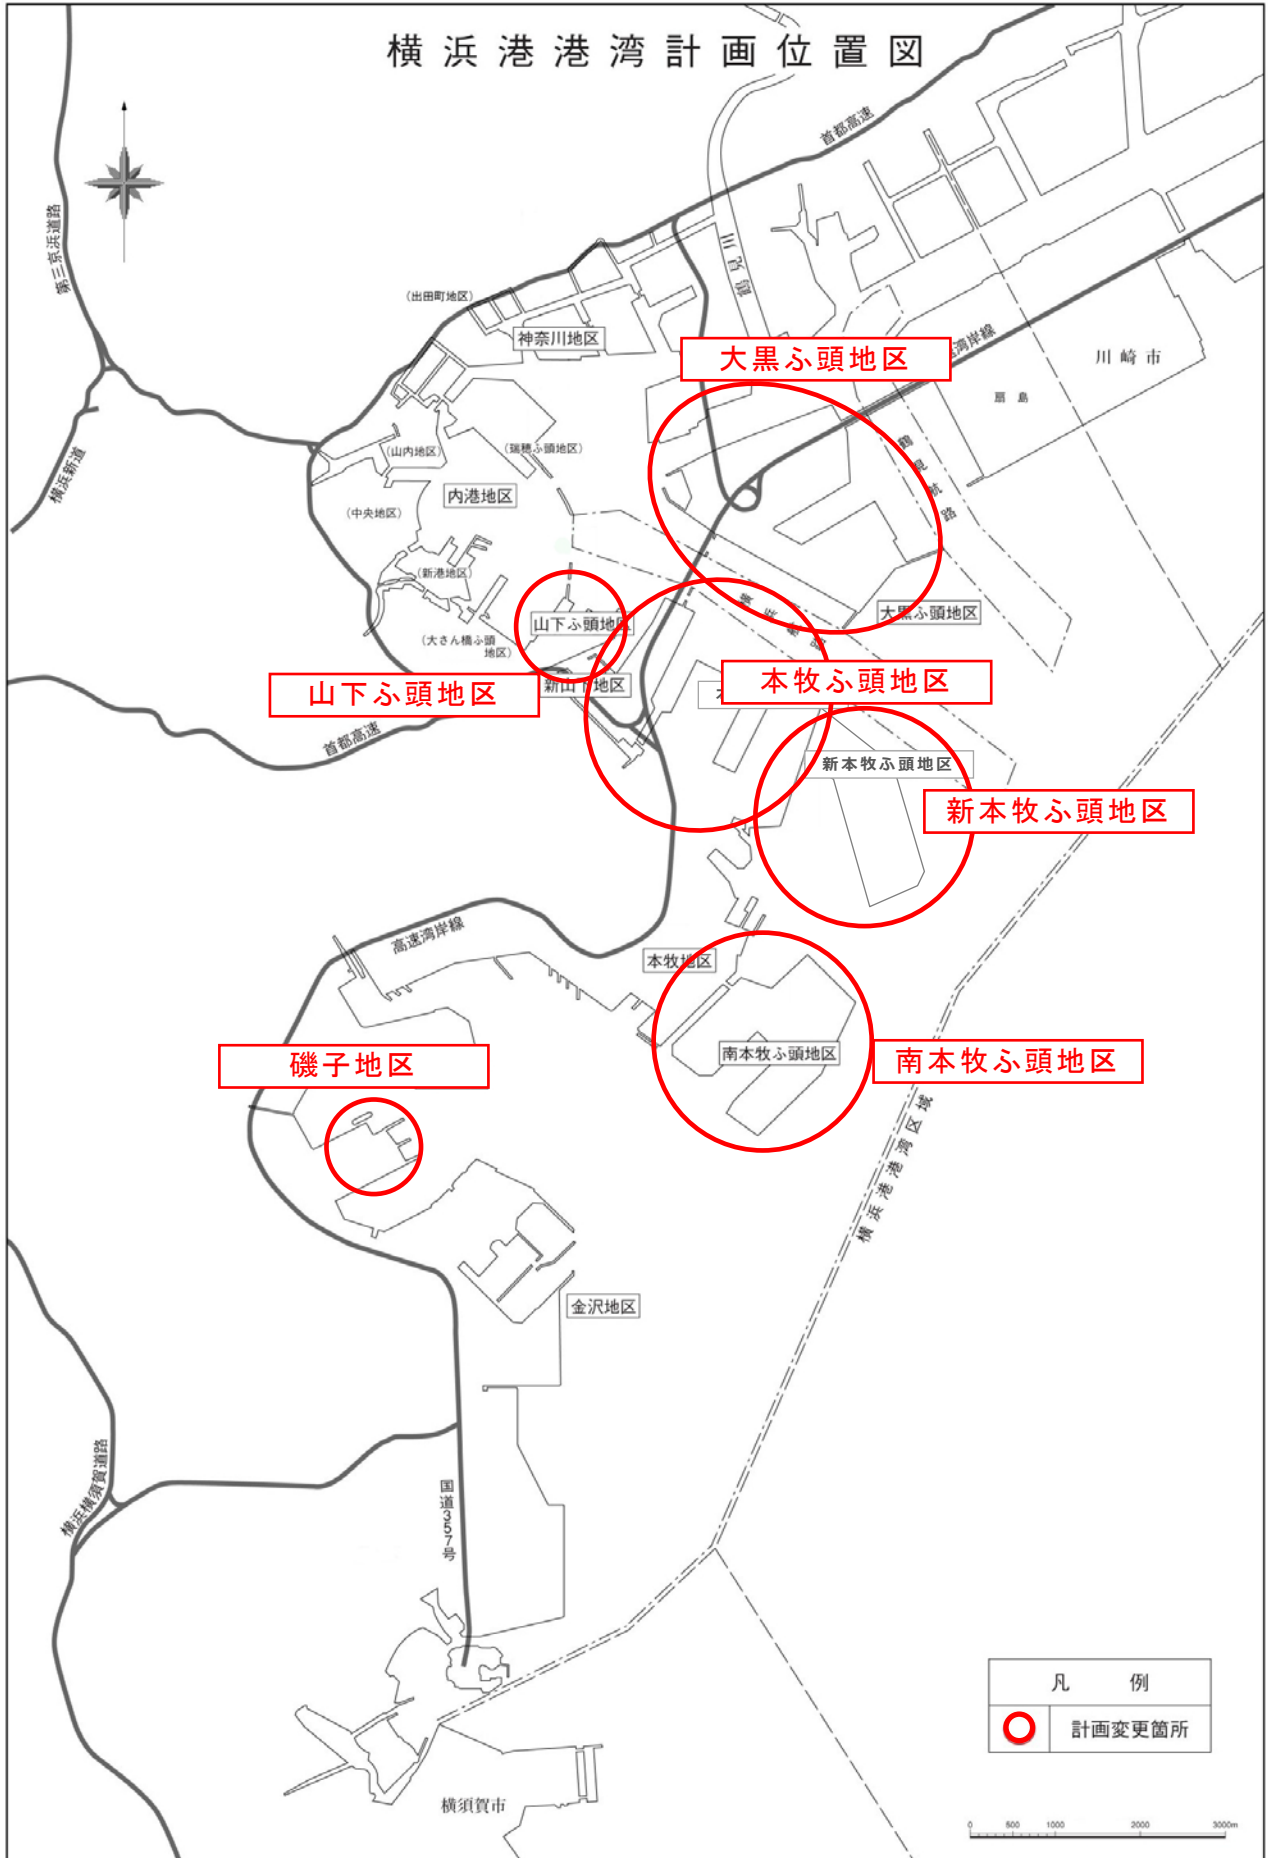 横浜港港湾計画位置図
首都高速
第三京浜道路
鶴見川
(出田町地区)
神奈川地区
湾岸線
大黒ふ頭地区
川崎市
扇島
横浜新道
(山内地区)
(瑞穂ふ頭地区)
鶴見航路
内港地区
(中央地区)
(新港地区)
横浜航路
大黒ふ頭地区
山下ふ頭地区
(大さん橋ふ頭
地区)
新山下地区
山下ふ頭地区
本牧ふ頭地区
首都高速
新本牧ふ頭地区
新本牧ふ頭地区
高速湾岸線
本牧地区
南本牧ふ頭地区
南本牧ふ頭地区
磯子地区
横浜港港湾区域
金沢地区
横浜横須賀道路
国道357号
凡例
計画変更箇所
横須賀市
0 500 1000 2000 3000m